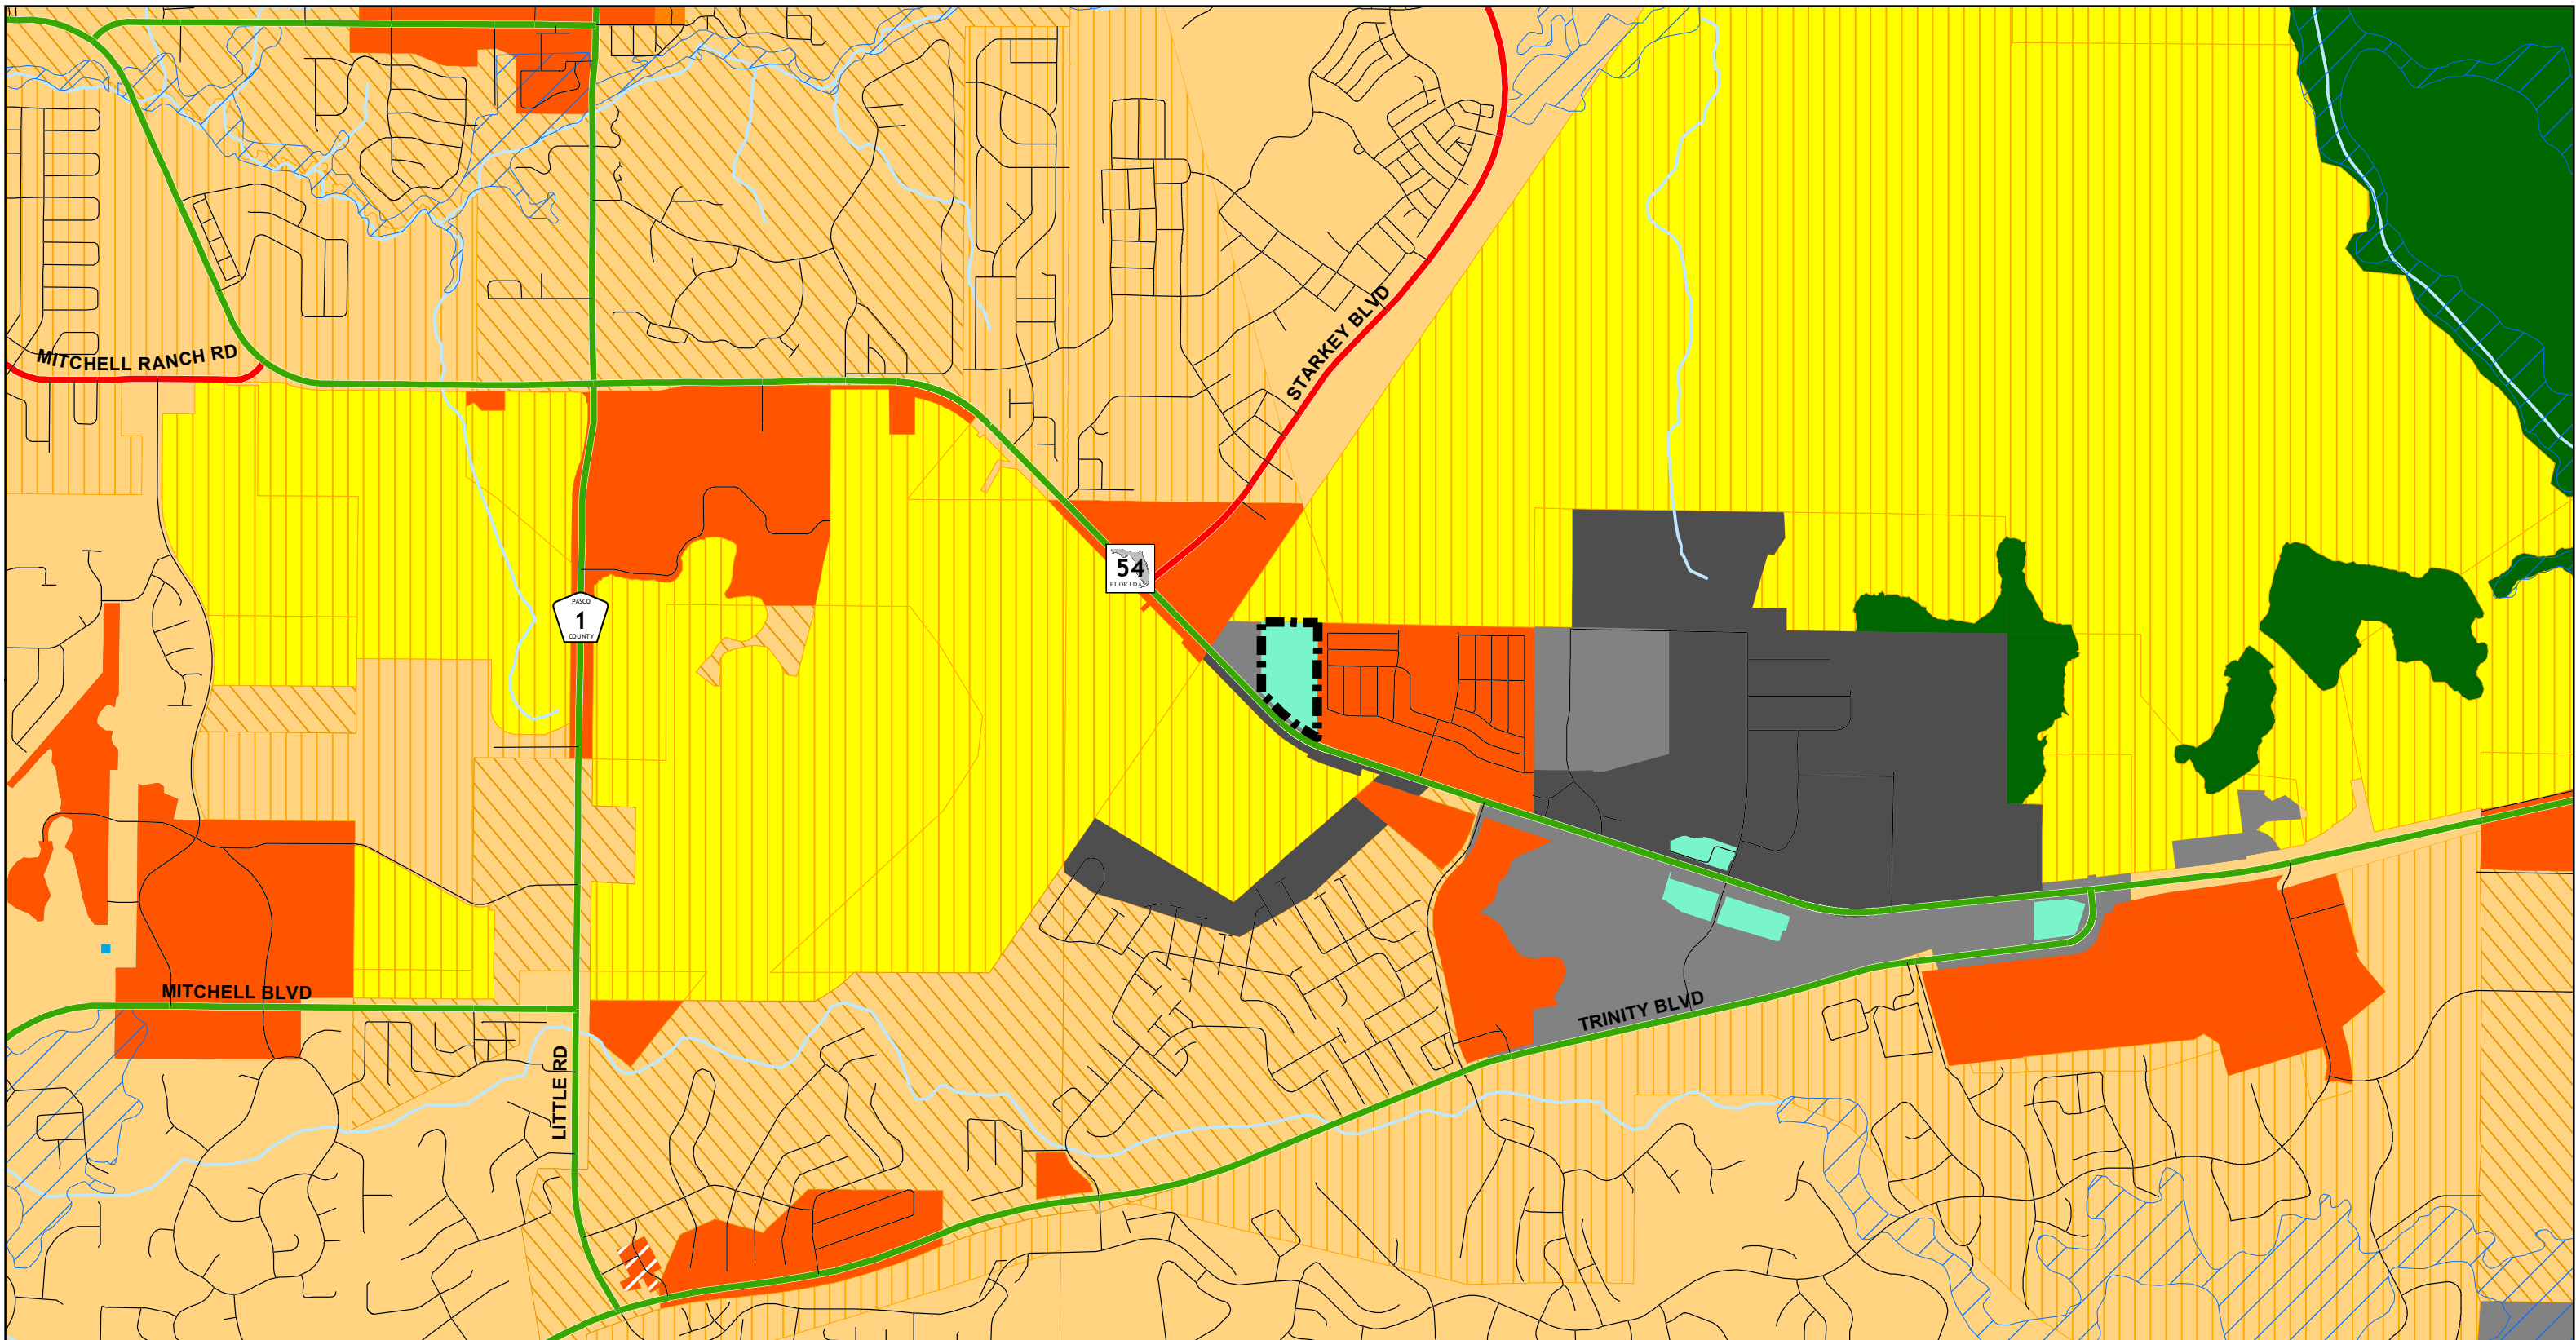 MITCHELL RANCH RD
STARKEY BLVD
54
FLORIDA
PASCO
1
COUNTY
MITCHELL BLVD
TRINITY BLVD
LITTLE RD